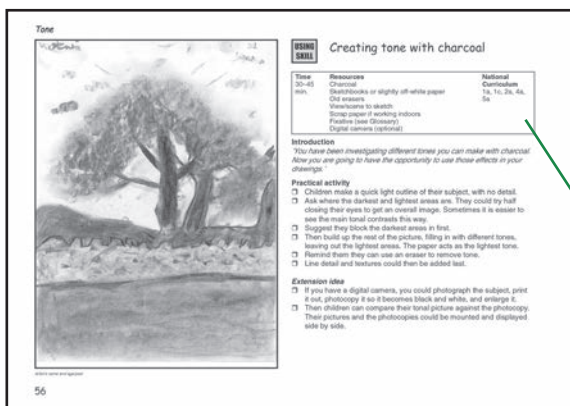 Tone
USING
SKILL
Creating tone with charcoal
Time
30–45
min.
Resources
Charcoal
Sketchbooks or slightly off-white paper
Old erasers
View/scene to sketch
Scrap paper if working indoors
Fixative (see Glossary)
Digital camera (optional)
National
Curriculum
1a, 1c, 2a, 4a,
5a
Introduction
'You have been investigating different tones you can make with charcoal.
Now you are going to have the opportunity to use those effects in your
drawings.'
Practical activity
❒ Children make a quick light outline of their subject, with no detail.
❒ Ask where the darkest and lightest areas are. They could try half
closing their eyes to get an overall image. Sometimes it is easier to
see the main tonal contrasts this way.
❒ Suggest they block the darkest areas in first.
❒ Then build up the rest of the picture, filling in with different tones,
leaving out the lightest areas. The paper acts as the lightest tone.
❒ Remind them they can use an eraser to remove tone.
❒ Line detail and textures could then be added last.
Extension idea
❒ If you have a digital camera, you could photograph the subject, print
it out, photocopy it so it becomes black and white, and enlarge it.
❒ Then children can compare their tonal picture against the photocopy.
Their pictures and the photocopies could be mounted and displayed
side by side.
56